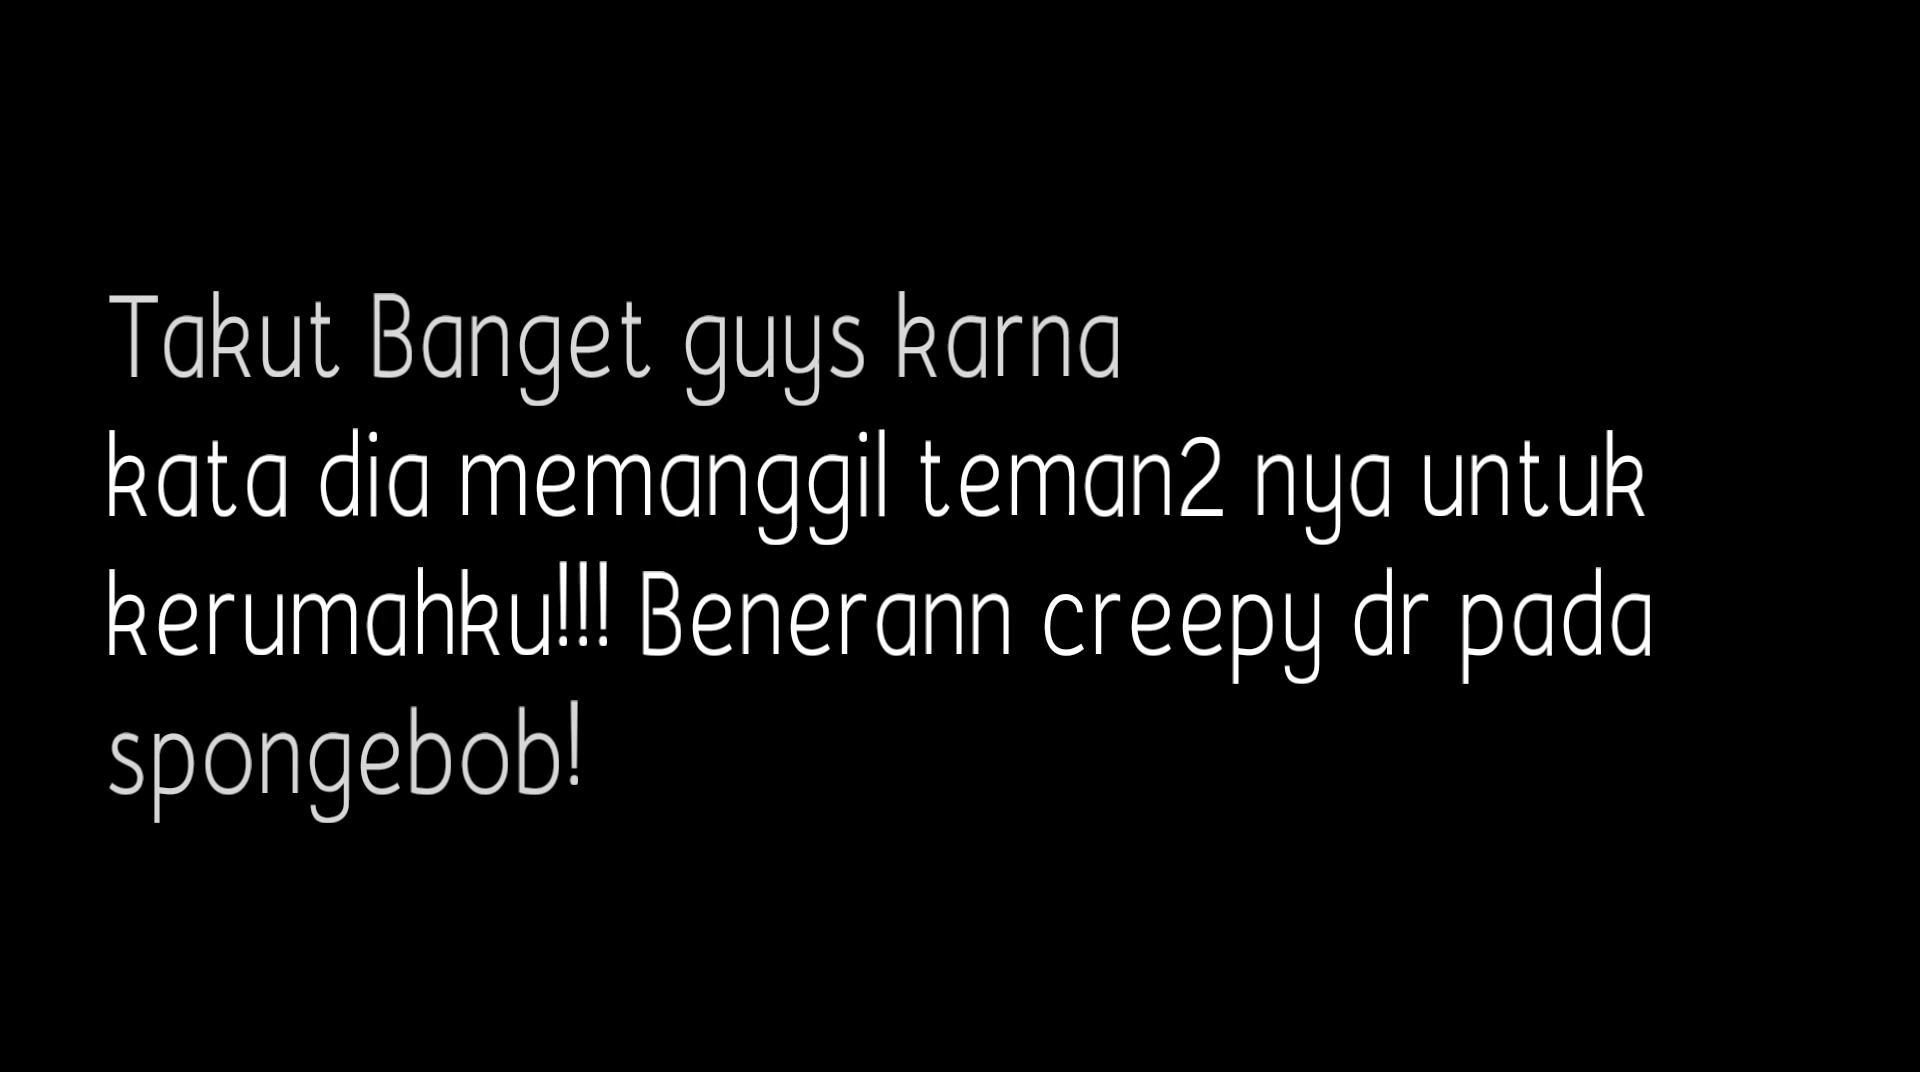 Takut Banget guys karna
kata dia memanggil teman2 nya untuk
kerumahku!!! Benerann creepy dr pada
spongebob!